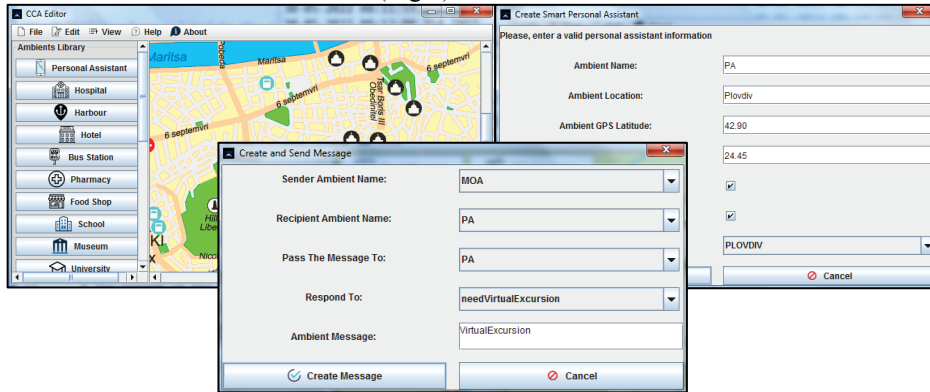 CCA Editor
File Edit View Help About
Ambients Library
Personal Assistant
Hospital
Harbour
Hotel
Bus Station
Pharmacy
Food Shop
School
Museum
University
Maritsa
Maritsa
6 septemvri
6 septemvri
6 septemvri
Tsar Boris III
Obedinitel
Create Smart Personal Assistant
Please, enter a valid personal assistant information
Ambient Name:
PA
Ambient Location:
Plovdiv
Ambient GPS Latitude:
42.90
24.45
PLOVDIV
Cancel
Create and Send Message
Sender Ambient Name:
MOA
Recipient Ambient Name:
PA
Pass The Message To:
PA
Respond To:
needVirtualExcursion
Ambient Message:
VirtualExcursion
Create Message
Cancel